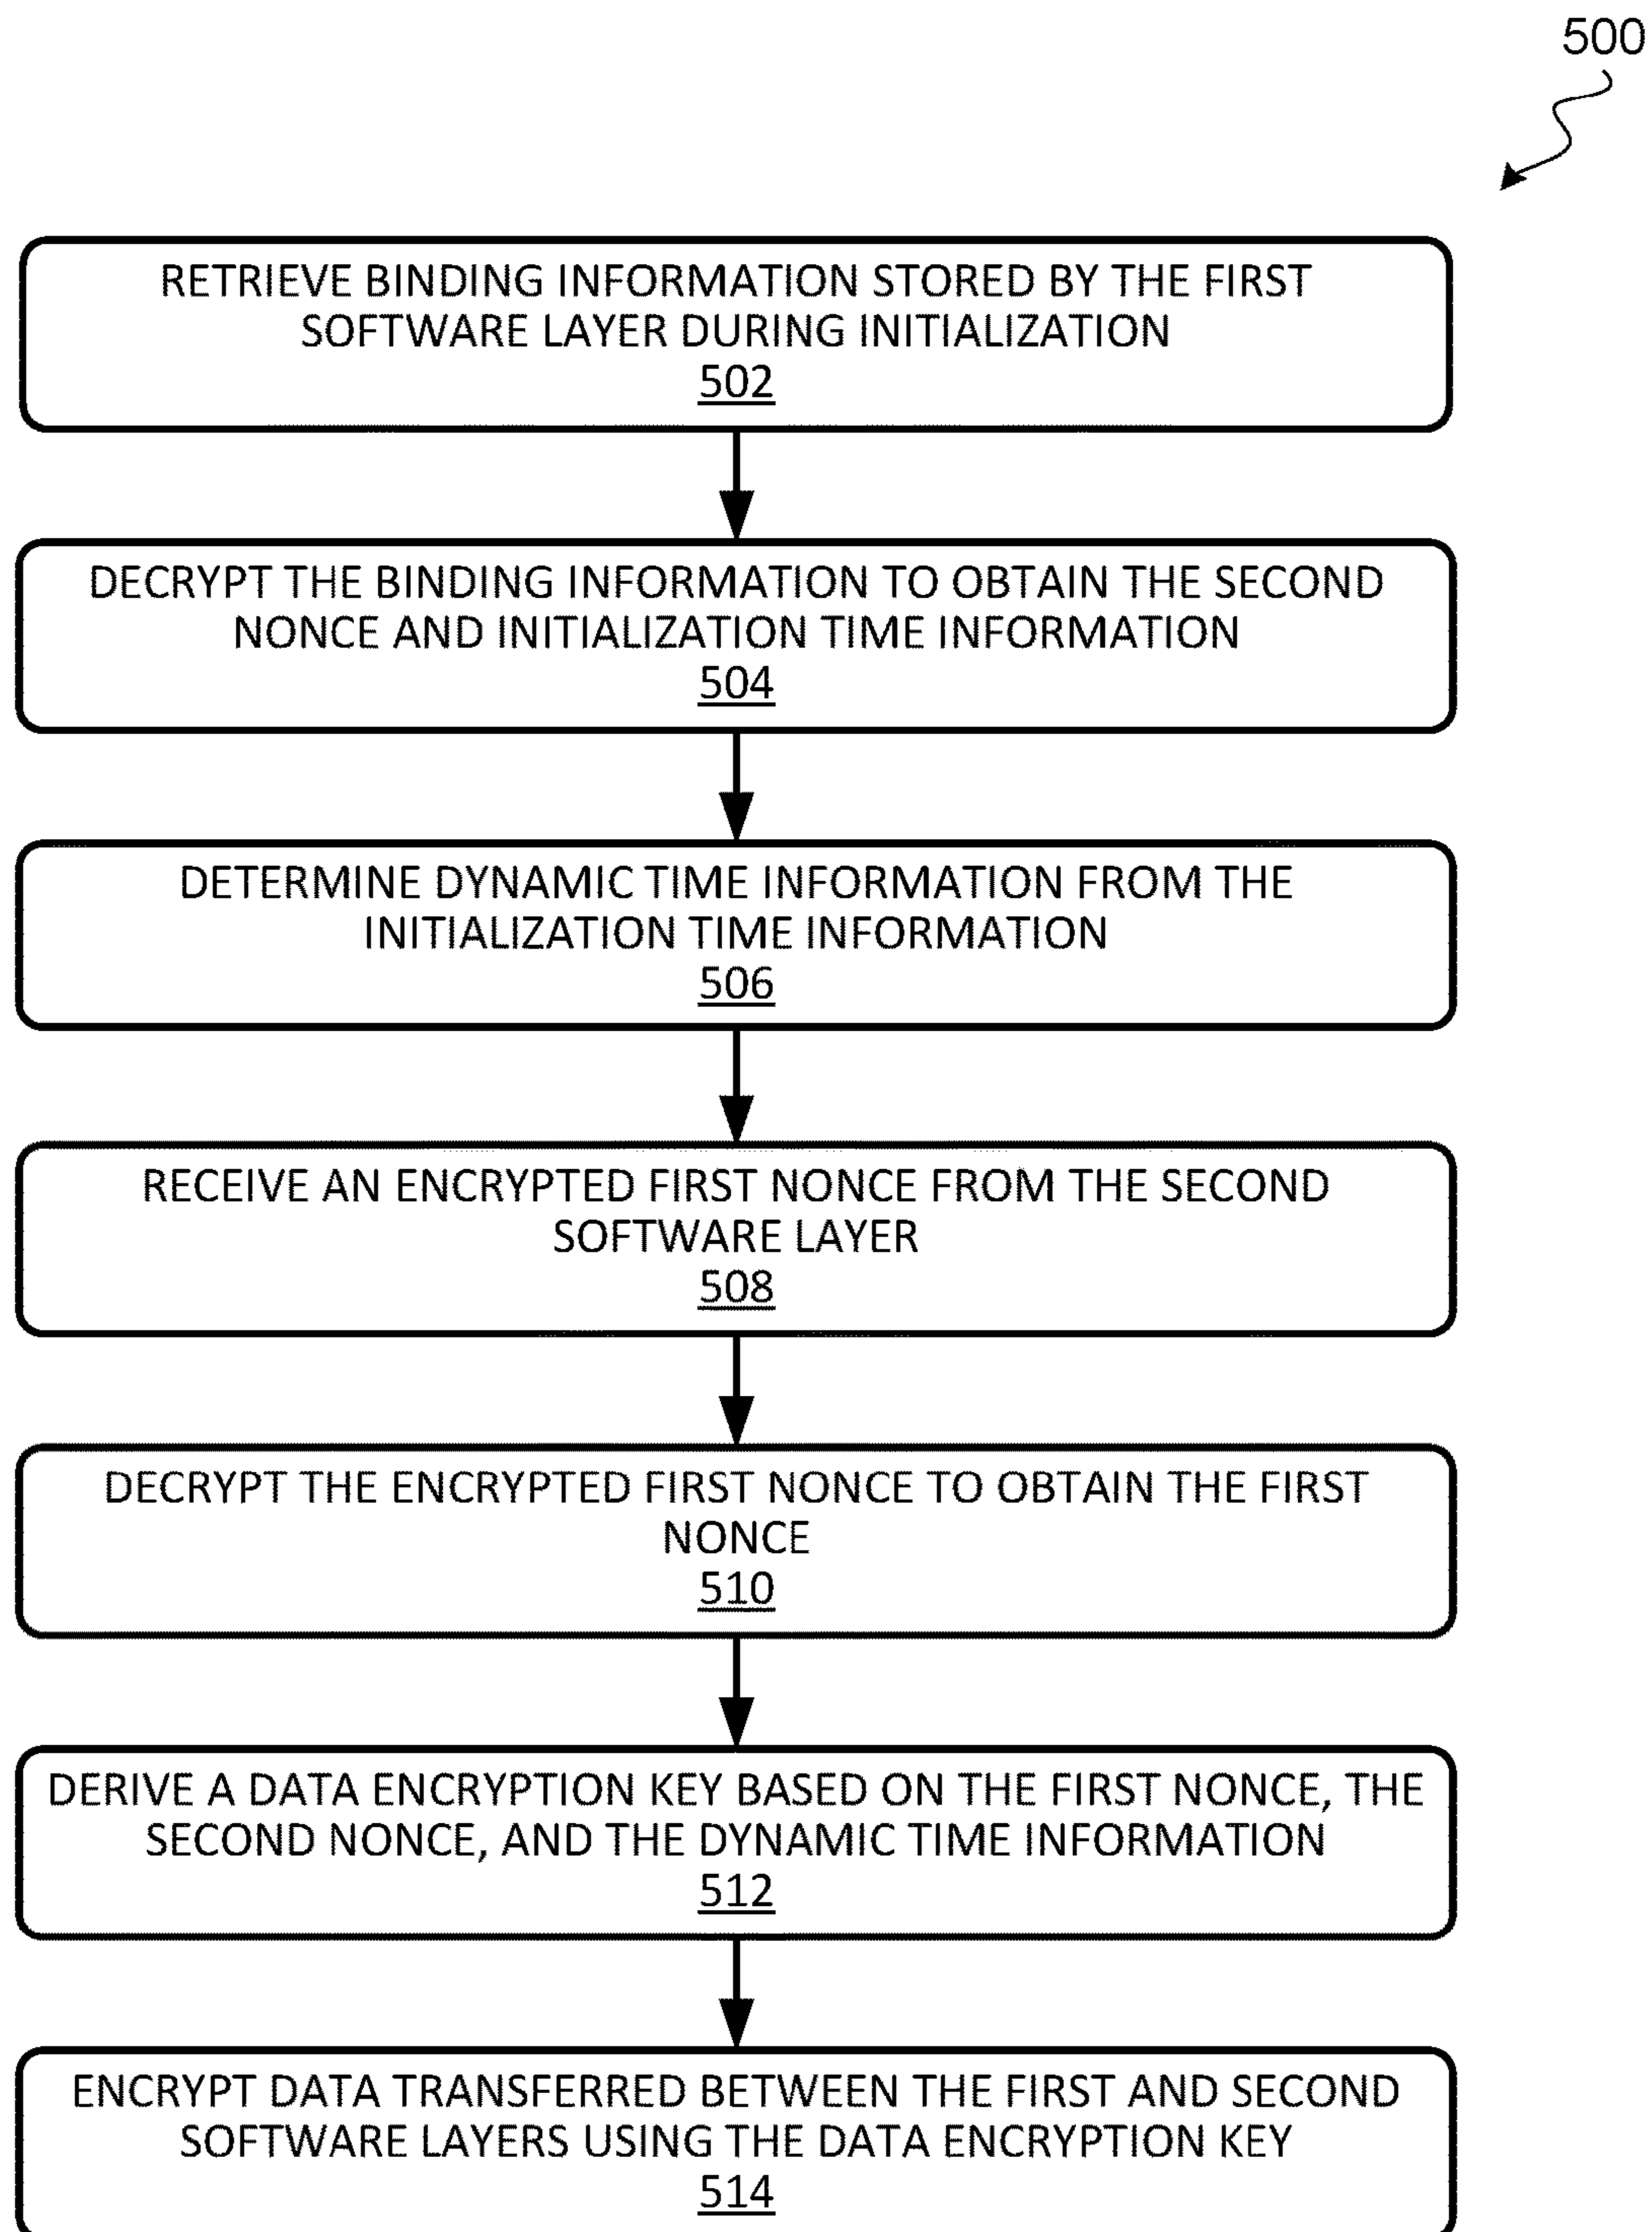 500
RETRIEVE BINDING INFORMATION STORED BY THE FIRST
SOFTWARE LAYER DURING INITIALIZATION
502
DECRYPT THE BINDING INFORMATION TO OBTAIN THE SECOND
NONCE AND INITIALIZATION TIME INFORMATION
504
DETERMINE DYNAMIC TIME INFORMATION FROM THE
INITIALIZATION TIME INFORMATION
506
RECEIVE AN ENCRYPTED FIRST NONCE FROM THE SECOND
SOFTWARE LAYER
508
DECRYPT THE ENCRYPTED FIRST NONCE TO OBTAIN THE FIRST
NONCE
510
DERIVE A DATA ENCRYPTION KEY BASED ON THE FIRST NONCE, THE
SECOND NONCE, AND THE DYNAMIC TIME INFORMATION
512
ENCRYPT DATA TRANSFERRED BETWEEN THE FIRST AND SECOND
SOFTWARE LAYERS USING THE DATA ENCRYPTION KEY
514